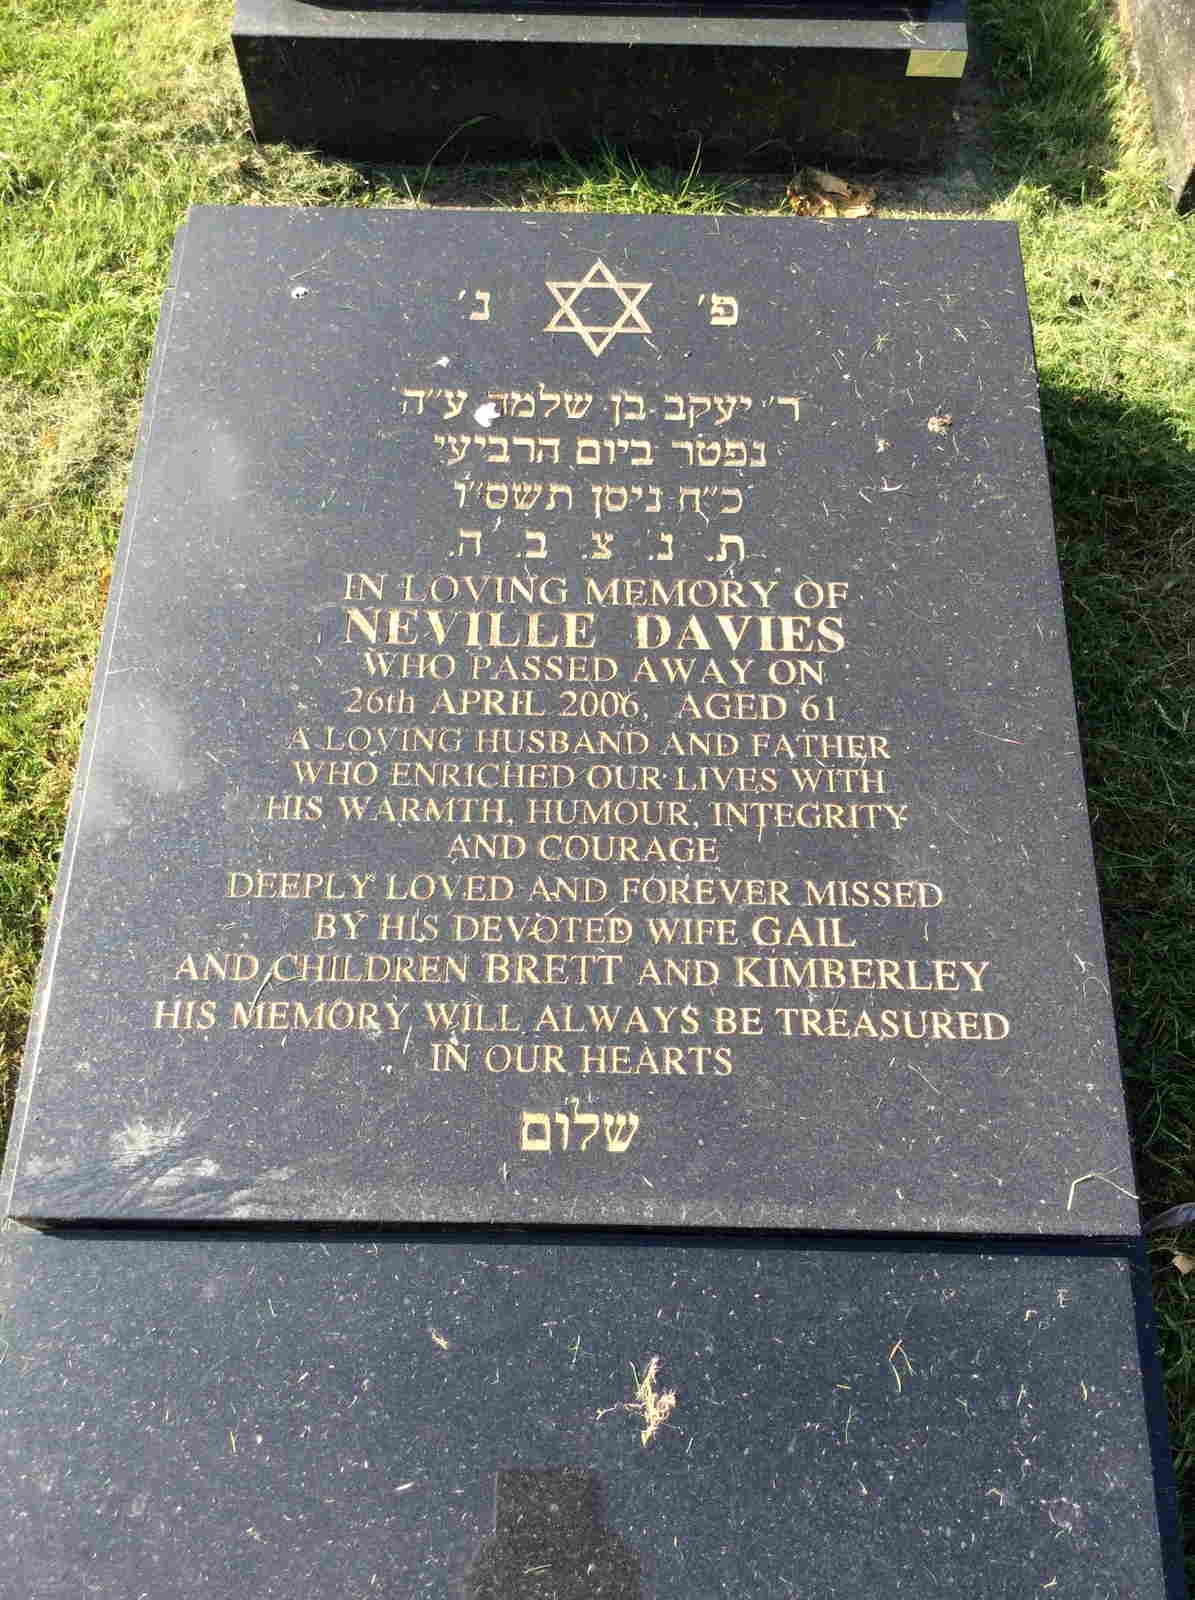 פ׳ נ׳
ר׳ יעקב בן שלמה ע״ה
נפטר ביום הרביעי
כ״ח ניסן תשס״ו
ת. נ. צ. ב. ה.
IN LOVING MEMORY OF
NEVILLE DAVIES
WHO PASSED AWAY ON
26th APRIL 2006, AGED 61
A LOVING HUSBAND AND FATHER
WHO ENRICHED OUR LIVES WITH
HIS WARMTH, HUMOUR, INTEGRITY
AND COURAGE
DEEPLY LOVED AND FOREVER MISSED
BY HIS DEVOTED WIFE GAIL
AND CHILDREN BRETT AND KIMBERLEY
HIS MEMORY WILL ALWAYS BE TREASURED
IN OUR HEARTS
שלום